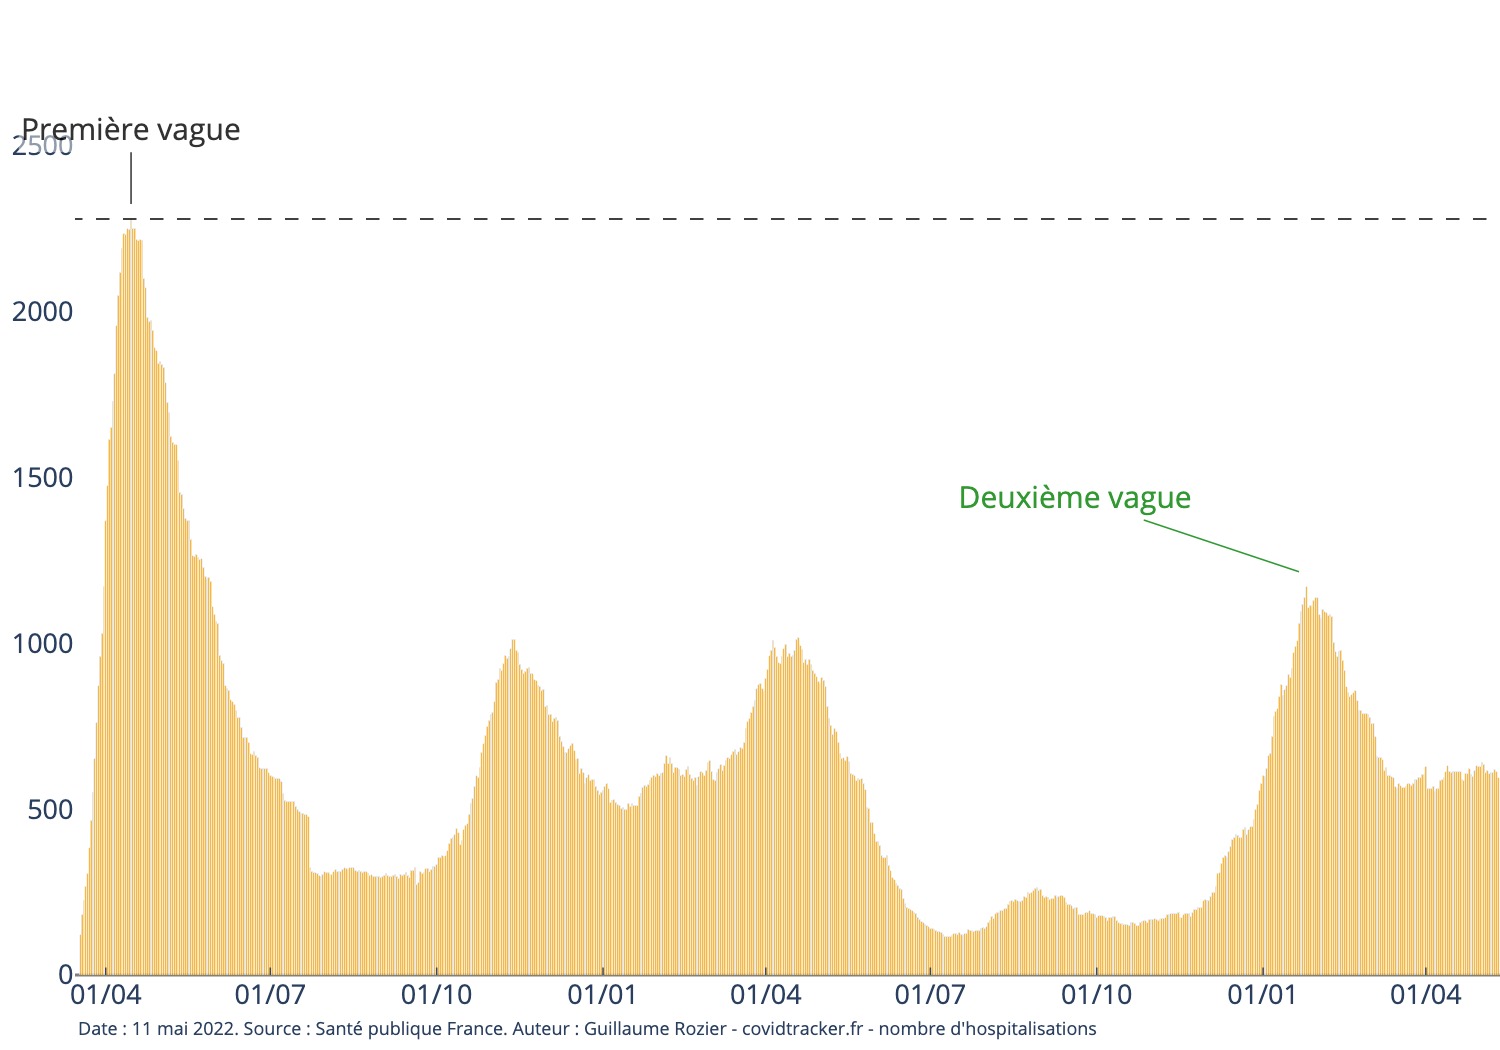 Première vague
2500
2000
1500
Deuxième vague
1000
500
0
01/04 01/07 01/10 01/01 01/04 01/07 01/10 01/01 01/04
Date : 11 mai 2022. Source : Santé publique France. Auteur : Guillaume Rozier - covidtracker.fr - nombre d'hospitalisations